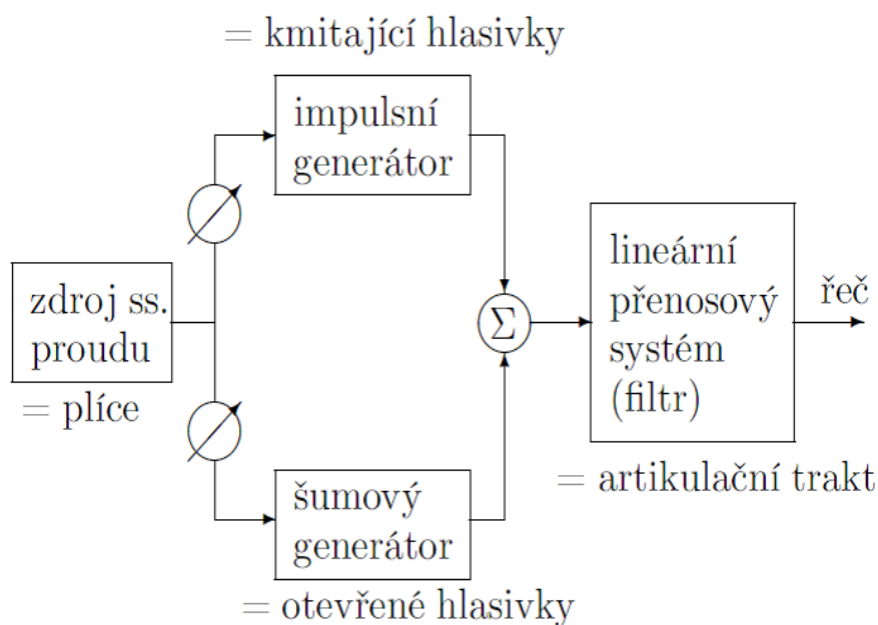 = kmitající hlasivky
impulsní
generátor
zdroj ss.
proudu
= plíce
Σ
lineární
přenosový
systém
(filtr)
řeč
= artikulační trakt
šumový
generátor
= otevřené hlasivky